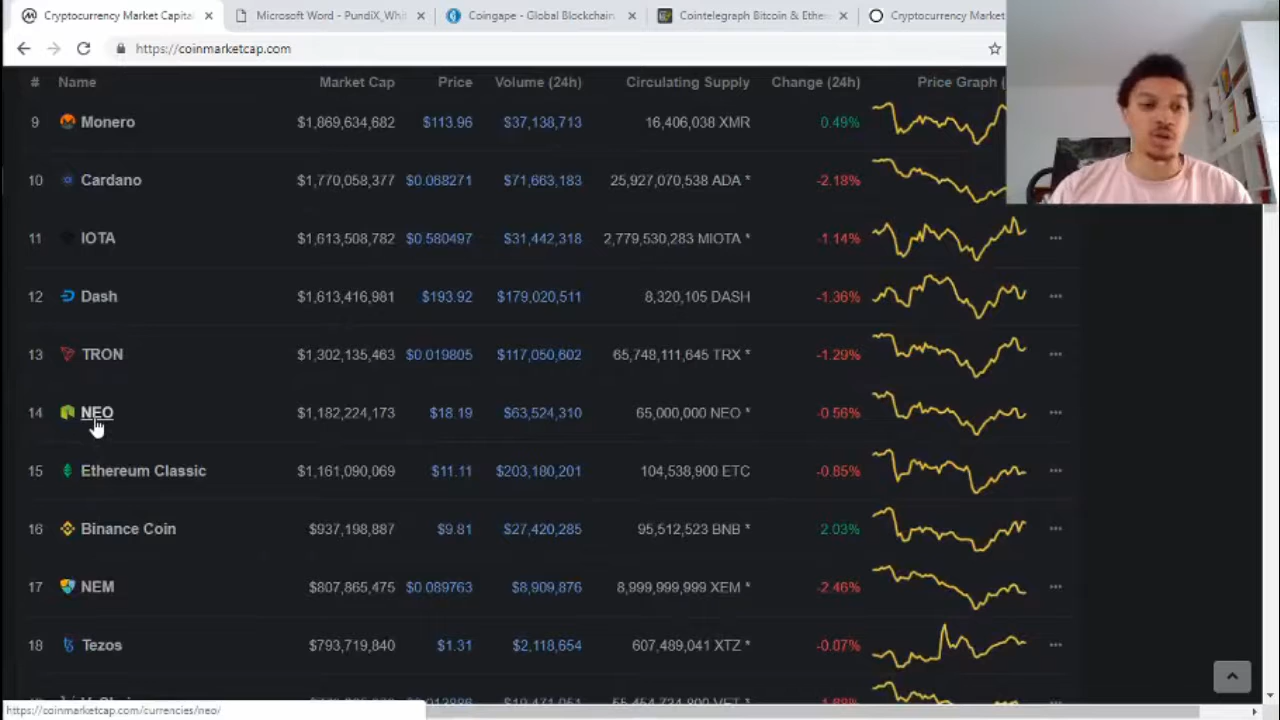 Cryptocurrency Market Capita
Microsoft Word - PundiX_Whi
Coingape - Global Blockchain
Cointelegraph Bitcoin & Ethe
Cryptocurrency Market
https://coinmarketcap.com
# Name Market Cap Price Volume (24h) Circulating Supply Change (24h) Price Graph (
9 Monero $1,869,634,682 $113.96 $37,138,713 16,406,038 XMR 0.49%
10 Cardano $1,770,058,377 $0.068271 $71,663,183 25,927,070,538 ADA * -2.18%
11 IOTA $1,613,508,782 $0.580497 $31,442,318 2,779,530,283 MIOTA * -1.14%
12 Dash $1,613,416,981 $193.92 $179,020,511 8,320,105 DASH -1.36%
13 TRON $1,302,135,463 $0.019805 $117,050,602 65,748,111,645 TRX * -1.29%
14 NEO $1,182,224,173 $18.19 $63,524,310 65,000,000 NEO * -0.56%
15 Ethereum Classic $1,161,090,069 $11.11 $203,180,201 104,538,900 ETC -0.85%
16 Binance Coin $937,198,887 $9.81 $27,420,285 95,512,523 BNB * 2.03%
17 NEM $807,865,475 $0.089763 $8,909,876 8,999,999,999 XEM * -2.46%
18 Tezos $793,719,840 $1.31 $2,118,654 607,489,041 XTZ * -0.07%
https://coinmarketcap.com/currencies/neo/